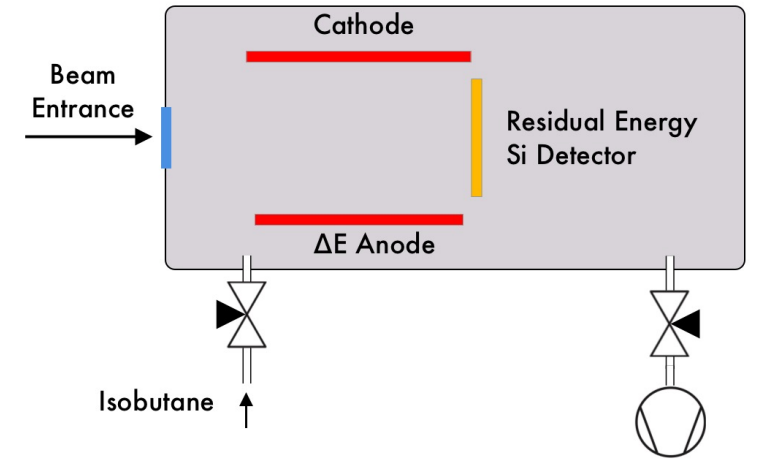 Cathode
Beam
Entrance
Residual Energy
Si Detector
ΔE Anode
Isobutane